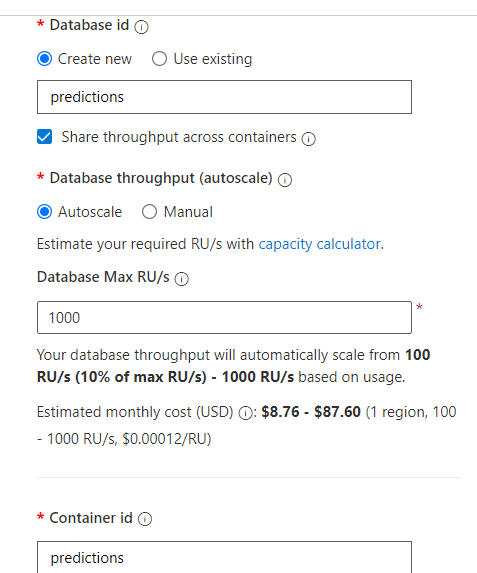 * Database id
Create new Use existing
predictions
Share throughput across containers
* Database throughput (autoscale)
Autoscale Manual
Estimate your required RU/s with capacity calculator.
Database Max RU/s
1000 *
Your database throughput will automatically scale from 100
RU/s (10% of max RU/s) - 1000 RU/s based on usage.
Estimated monthly cost (USD) : $8.76 - $87.60 (1 region, 100
- 1000 RU/s, $0.00012/RU)
* Container id
predictions